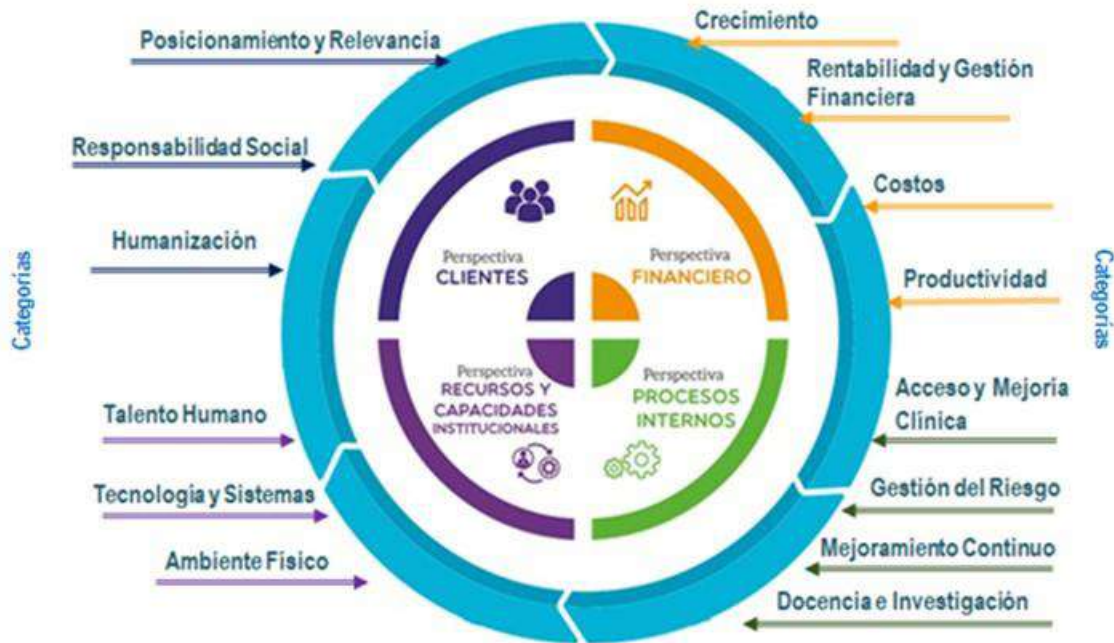 Posicionamiento y Relevancia
Responsabilidad Social
Humanización
Categorías
Talento Humano
Tecnología y Sistemas
Ambiente Físico
Perspectiva
CLIENTES
Perspectiva
FINANCIERO
Perspectiva
RECURSOS Y
CAPACIDADES
INSTITUCIONALES
Perspectiva
PROCESOS
INTERNOS
Crecimiento
Rentabilidad y Gestión
Financiera
Costos
Productividad
Categorías
Acceso y Mejoría
Clínica
Gestión del Riesgo
Mejoramiento Continuo
Docencia e Investigación